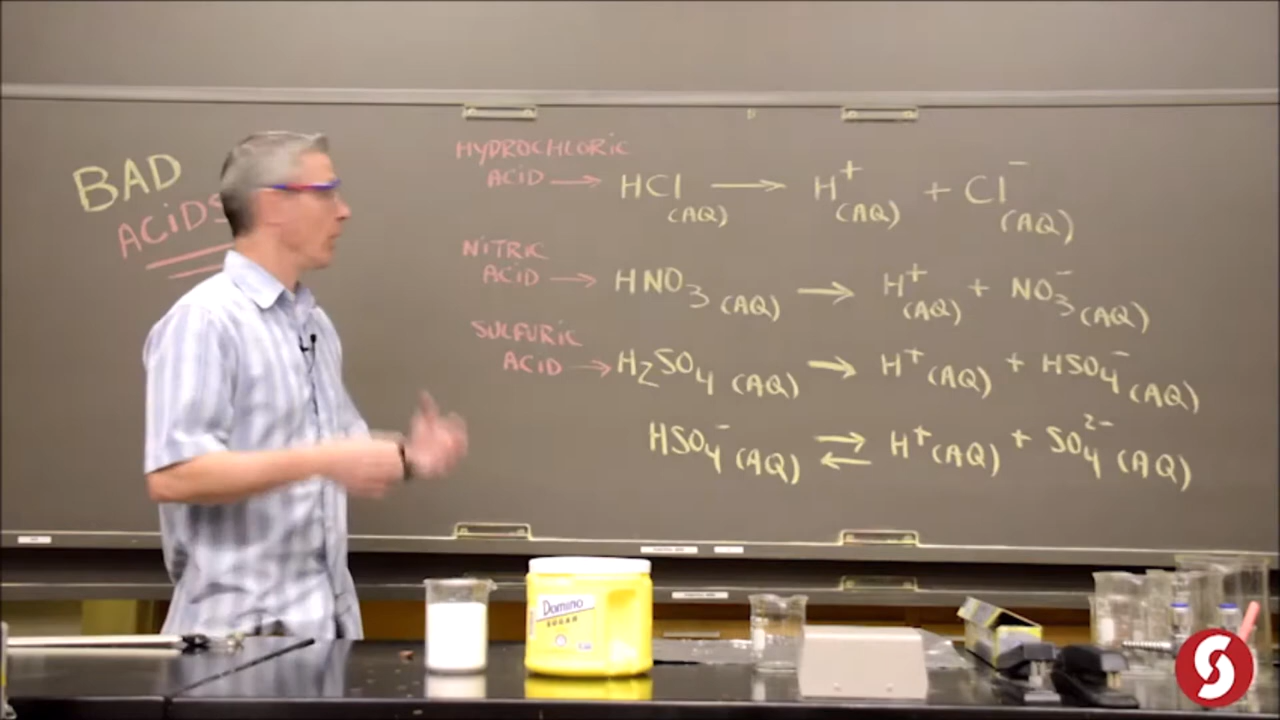 BAD
ACiDS
HYDROCHLORIC
ACID → HCl (AQ) → H⁺ (AQ) + Cl⁻ (AQ)
NiTRIC
ACiD → HNO₃ (AQ) → H⁺ (AQ) + NO₃⁻ (AQ)
SULFURiC
ACiD → H₂SO₄ (AQ) → H⁺ (AQ) + HSO₄⁻ (AQ)
HSO₄⁻ (AQ) ⇄ H⁺ (AQ) + SO₄²⁻ (AQ)
Domino
SUGAR
S